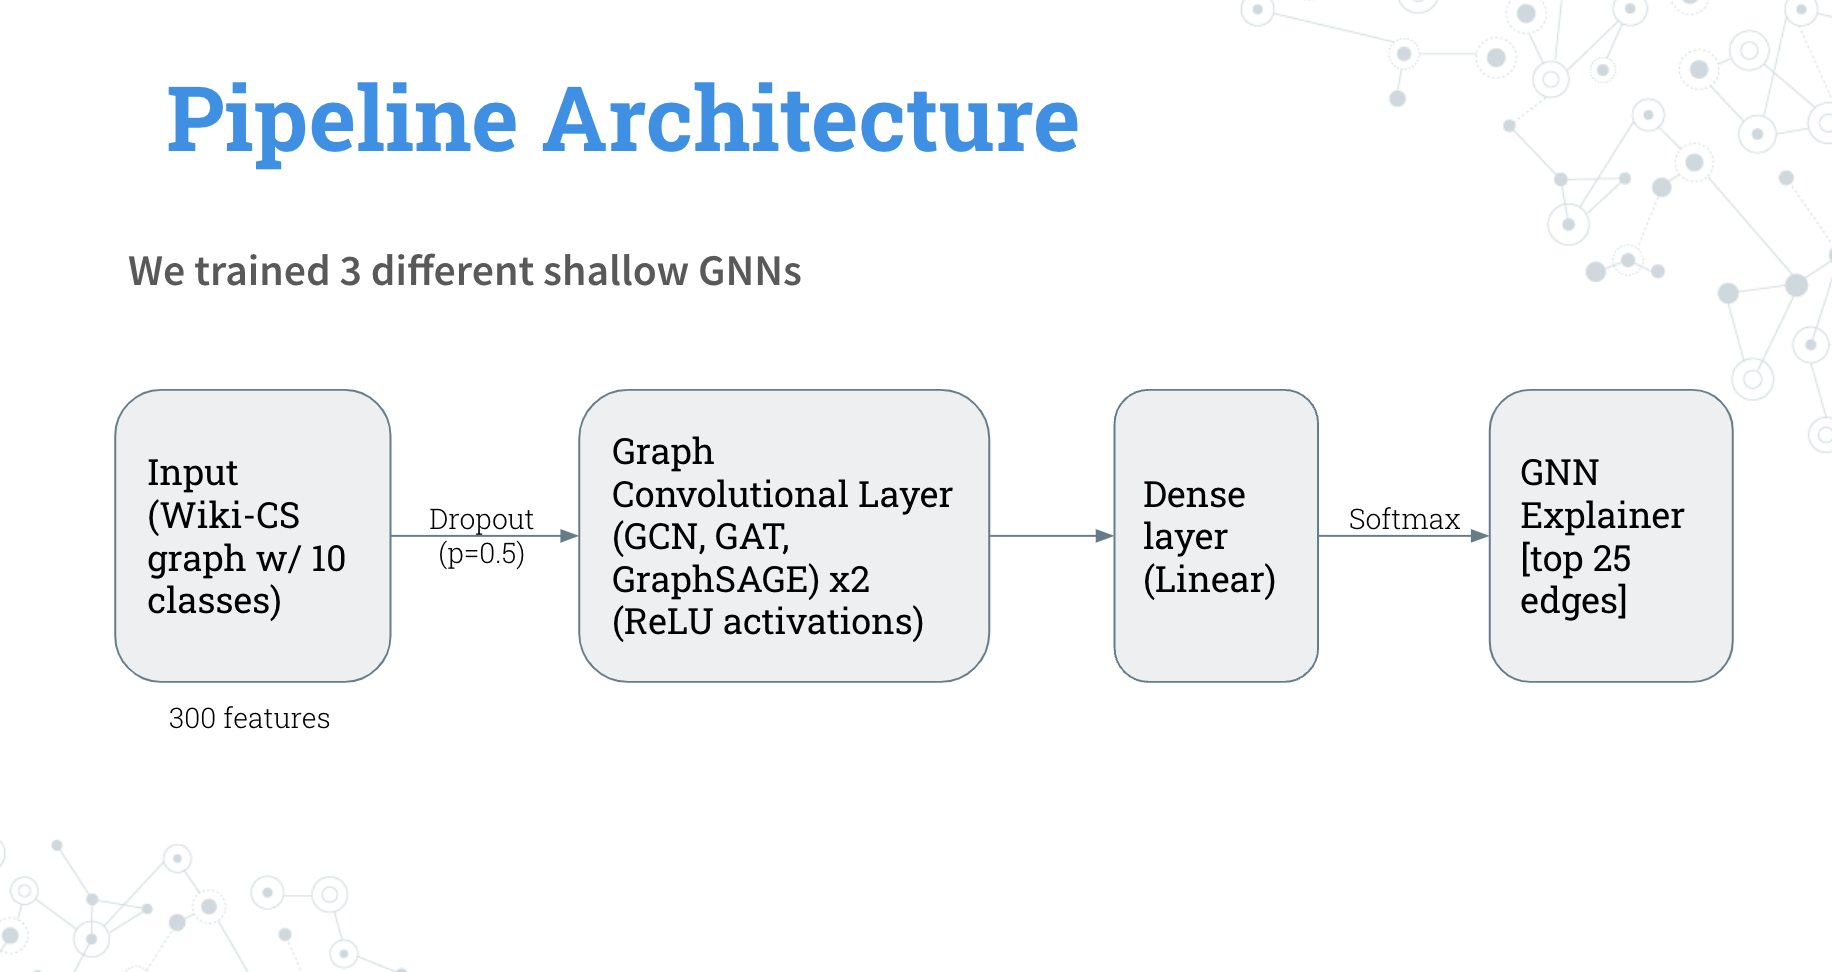 Pipeline Architecture
We trained 3 different shallow GNNs
Input
(Wiki-CS
graph w/ 10
classes)
300 features
Dropout
(p=0.5)
Graph
Convolutional Layer
(GCN, GAT,
GraphSAGE) x2
(ReLU activations)
Dense
layer
(Linear)
Softmax
GNN
Explainer
[top 25
edges]